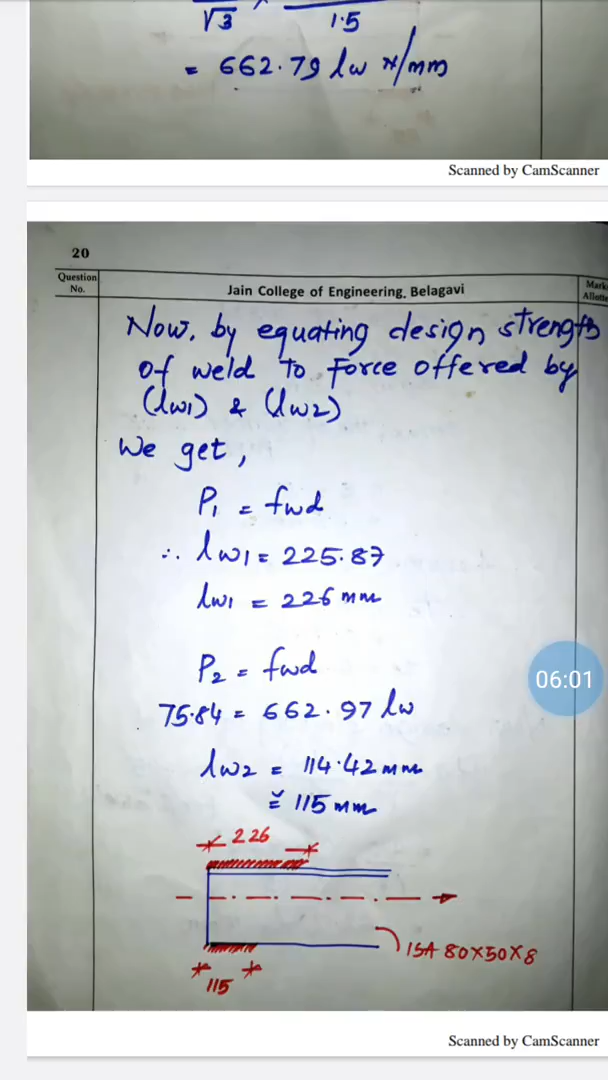 √3 × 1.5
= 662.79 lw N/mm
Scanned by CamScanner
20
Question No.
Jain College of Engineering, Belagavi
Now, by equating design strength
of weld to Force offered by
(lw1) & (lw2)
We get,
P1 = fwd
∴ lw1 = 225.87
lw1 = 226 mm
P2 = fwd
06:01
75.84 = 662.97 lw
lw2 = 114.42 mm
≅ 115 mm
226
ISA 80X50X8
115
Scanned by CamScanner